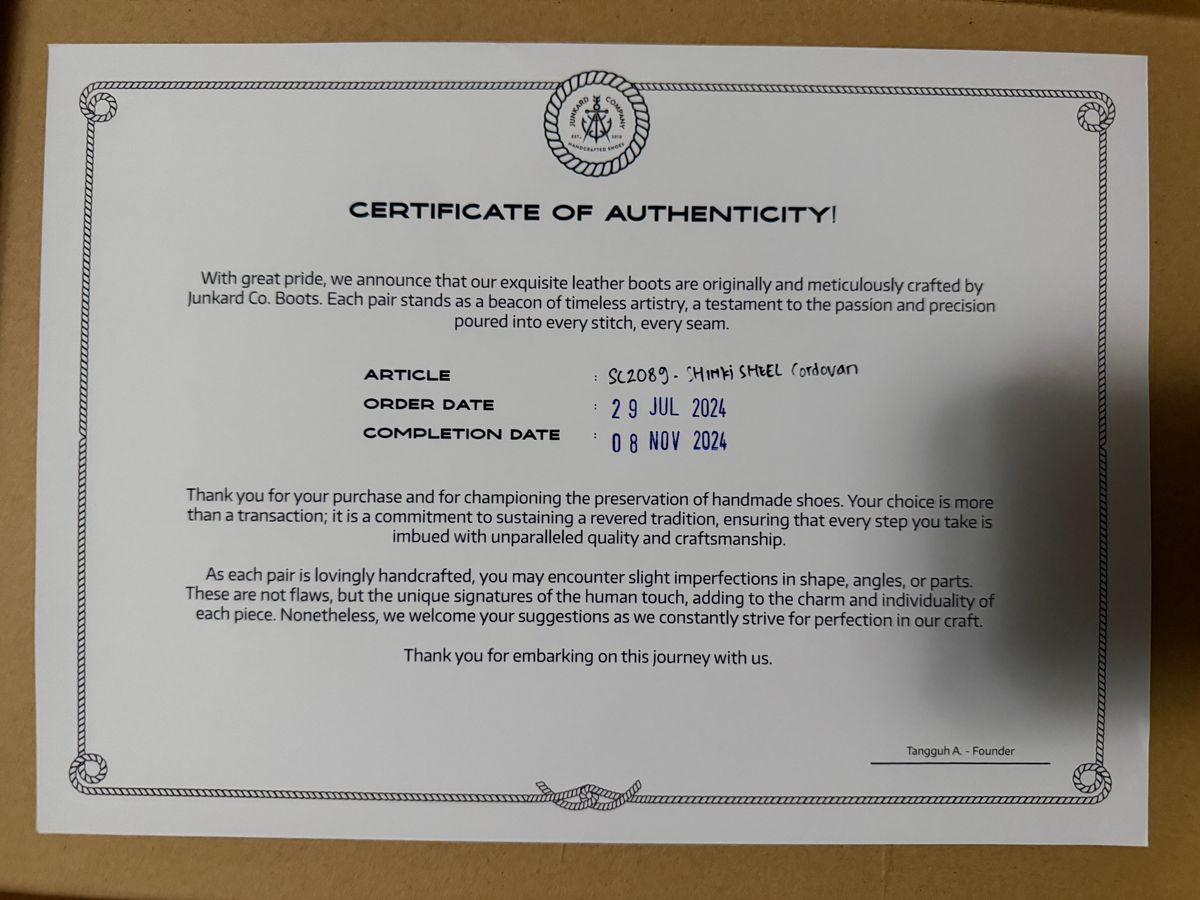 JUNKARD COMPANY
EST. 2012
HANDCRAFTED SHOES
CERTIFICATE OF AUTHENTICITY!
With great pride, we announce that our exquisite leather boots are originally and meticulously crafted by
Junkard Co. Boots. Each pair stands as a beacon of timeless artistry, a testament to the passion and precision
poured into every stitch, every seam.
ARTICLE : SC2089 - SHINKI SHEEL Cordovan
ORDER DATE : 29 JUL 2024
COMPLETION DATE : 08 NOV 2024
Thank you for your purchase and for championing the preservation of handmade shoes. Your choice is more
than a transaction; it is a commitment to sustaining a revered tradition, ensuring that every step you take is
imbued with unparalleled quality and craftsmanship.
As each pair is lovingly handcrafted, you may encounter slight imperfections in shape, angles, or parts.
These are not flaws, but the unique signatures of the human touch, adding to the charm and individuality of
each piece. Nonetheless, we welcome your suggestions as we constantly strive for perfection in our craft.
Thank you for embarking on this journey with us.
Tangguh A. - Founder